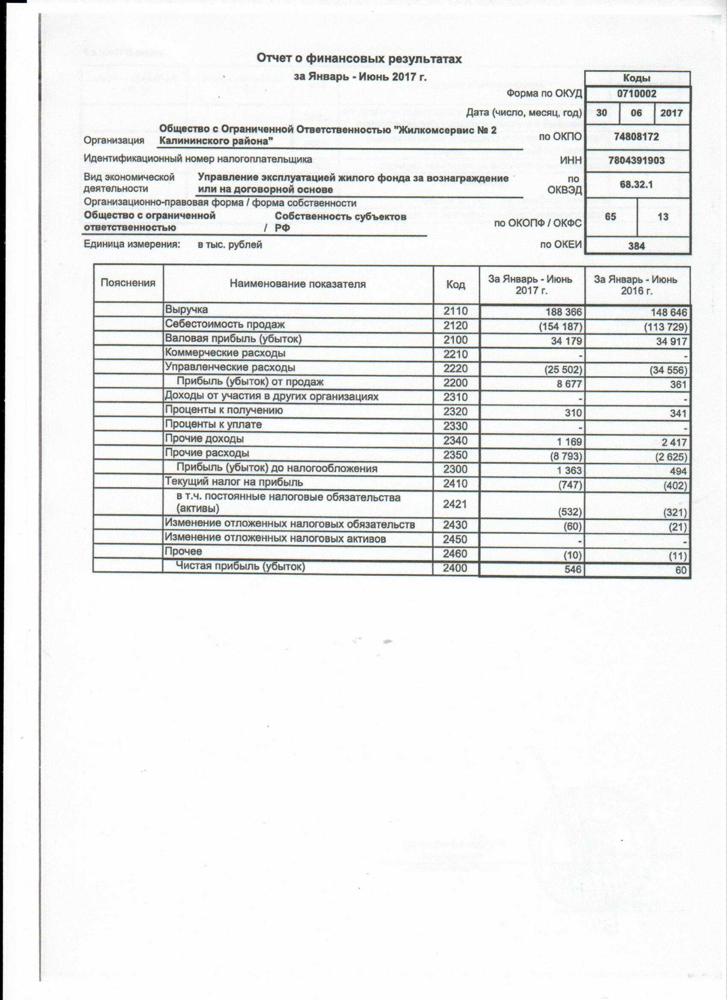 Отчет о финансовых результатах
за Январь - Июнь 2017 г.
Коды
Форма по ОКУД 0710002
Дата (число, месяц, год) 30 06 2017
Общество с Ограниченной Ответственностью "Жилкомсервис № 2
Организация Калининского района" по ОКПО 74808172
Идентификационный номер налогоплательщика ИНН 7804391903
Вид экономической Управление эксплуатацией жилого фонда за вознаграждение по
деятельности или на договорной основе ОКВЭД 68.32.1
Организационно-правовая форма / форма собственности
Общество с ограниченной Собственность субъектов
ответственностью / РФ по ОКОПФ / ОКФС 65 13
Единица измерения: в тыс. рублей по ОКЕИ 384
Пояснения Наименование показателя Код За Январь - Июнь 2017 г. За Январь - Июнь 2016 г.
Выручка 2110 188 366 148 646
Себестоимость продаж 2120 (154 187) (113 729)
Валовая прибыль (убыток) 2100 34 179 34 917
Коммерческие расходы 2210 - -
Управленческие расходы 2220 (25 502) (34 556)
Прибыль (убыток) от продаж 2200 8 677 361
Доходы от участия в других организациях 2310 - -
Проценты к получению 2320 310 341
Проценты к уплате 2330 - -
Прочие доходы 2340 1 169 2 417
Прочие расходы 2350 (8 793) (2 625)
Прибыль (убыток) до налогообложения 2300 1 363 494
Текущий налог на прибыль 2410 (747) (402)
в т.ч. постоянные налоговые обязательства
(активы) 2421 (532) (321)
Изменение отложенных налоговых обязательств 2430 (60) (21)
Изменение отложенных налоговых активов 2450 - -
Прочее 2460 (10) (11)
Чистая прибыль (убыток) 2400 546 60